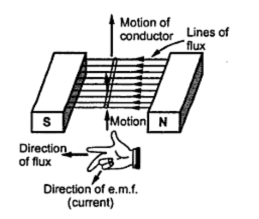 Motion of
conductor
Lines of
flux
S
N
Motion
Direction
of flux
Direction of e.m.f.
(current)